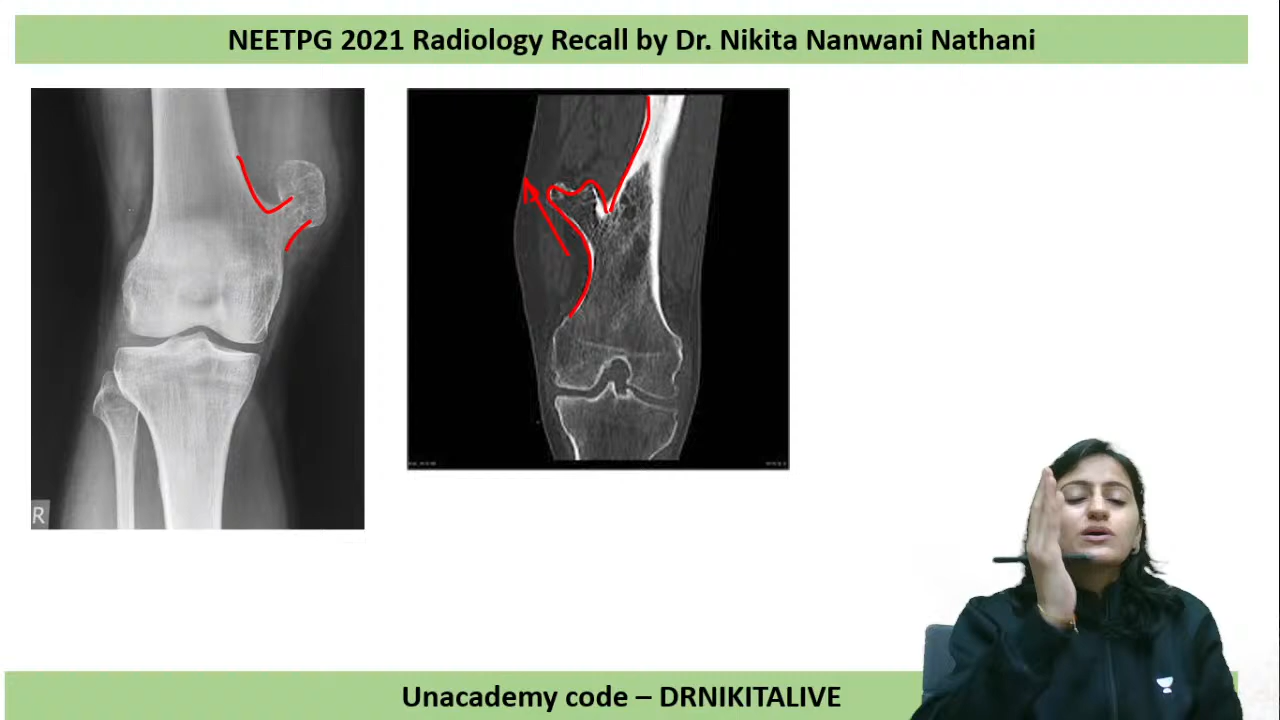 NEETPG 2021 Radiology Recall by Dr. Nikita Nanwani Nathani
R
Unacademy code – DRNIKITALIVE